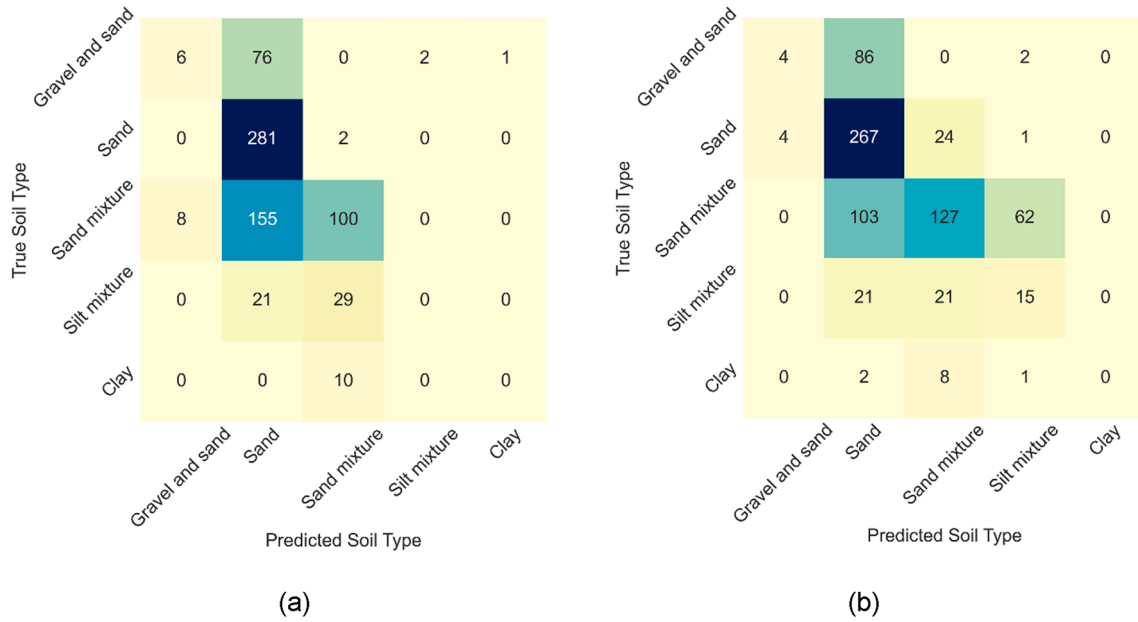 Gravel and sand 6 76 0 2 1
Sand 0 281 2 0 0
Sand mixture 8 155 100 0 0
Silt mixture 0 21 29 0 0
Clay 0 0 10 0 0
True Soil Type
Gravel and sand Sand Sand mixture Silt mixture Clay
Predicted Soil Type
(a)
Gravel and sand 4 86 0 2 0
Sand 4 267 24 1 0
Sand mixture 0 103 127 62 0
Silt mixture 0 21 21 15 0
Clay 0 2 8 1 0
True Soil Type
Gravel and sand Sand Sand mixture Silt mixture Clay
Predicted Soil Type
(b)